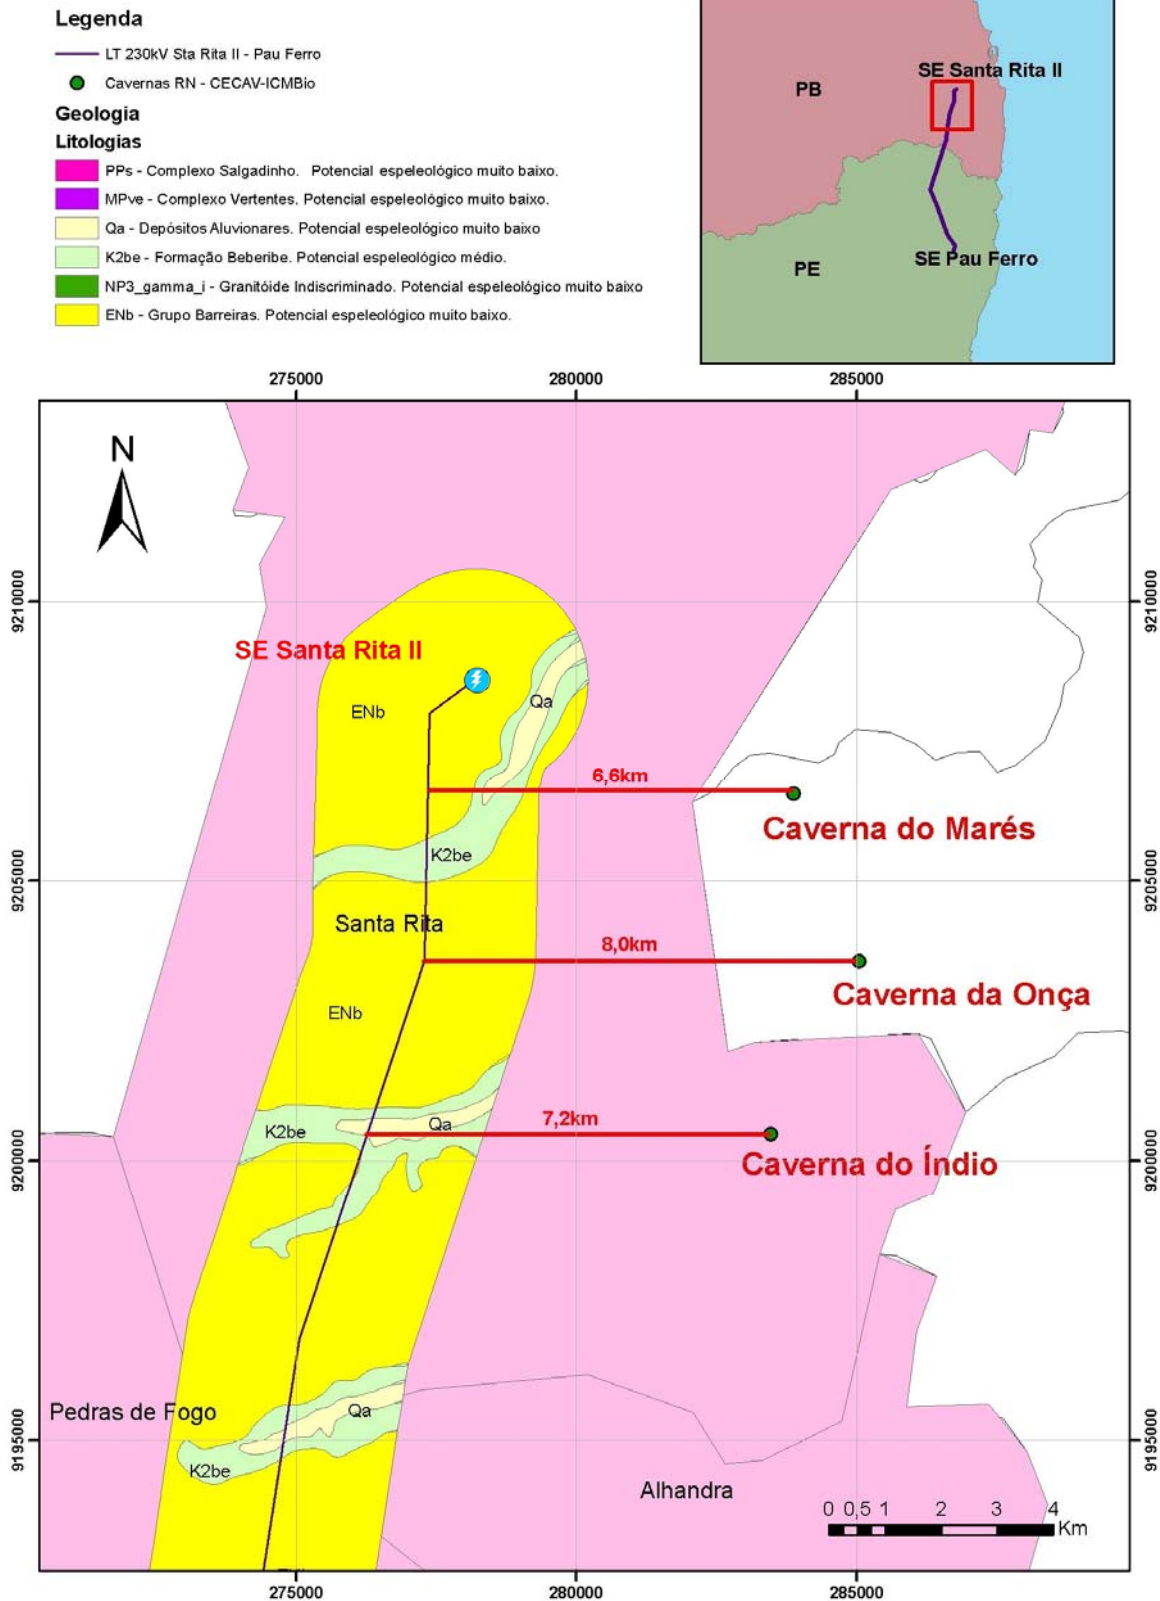 Legenda
LT 230kV Sta Rita II - Pau Ferro
Cavernas RN - CECAV-ICMBio
Geologia
Litologias
PPs - Complexo Salgadinho. Potencial espeleológico muito baixo.
MPve - Complexo Vertentes. Potencial espeleológico muito baixo.
Qa - Depósitos Aluvionares. Potencial espeleológico muito baixo
K2be - Formação Beberibe. Potencial espeleológico médio.
NP3_gamma_i - Granitóide Indiscriminado. Potencial espeleológico muito baixo
ENb - Grupo Barreiras. Potencial espeleológico muito baixo.
SE Santa Rita II
PB
PE
SE Pau Ferro
275000
280000
285000
N
9210000
9210000
SE Santa Rita II
Qa
ENb
6,6km
Caverna do Marés
K2be
9205000
9205000
Santa Rita
8,0km
Caverna da Onça
ENb
7,2km
Qa
K2be
9200000
9200000
Caverna do Índio
Pedras de Fogo
Qa
9195000
9195000
K2be
Alhandra
0 0,5 1 2 3 4
Km
275000
280000
285000